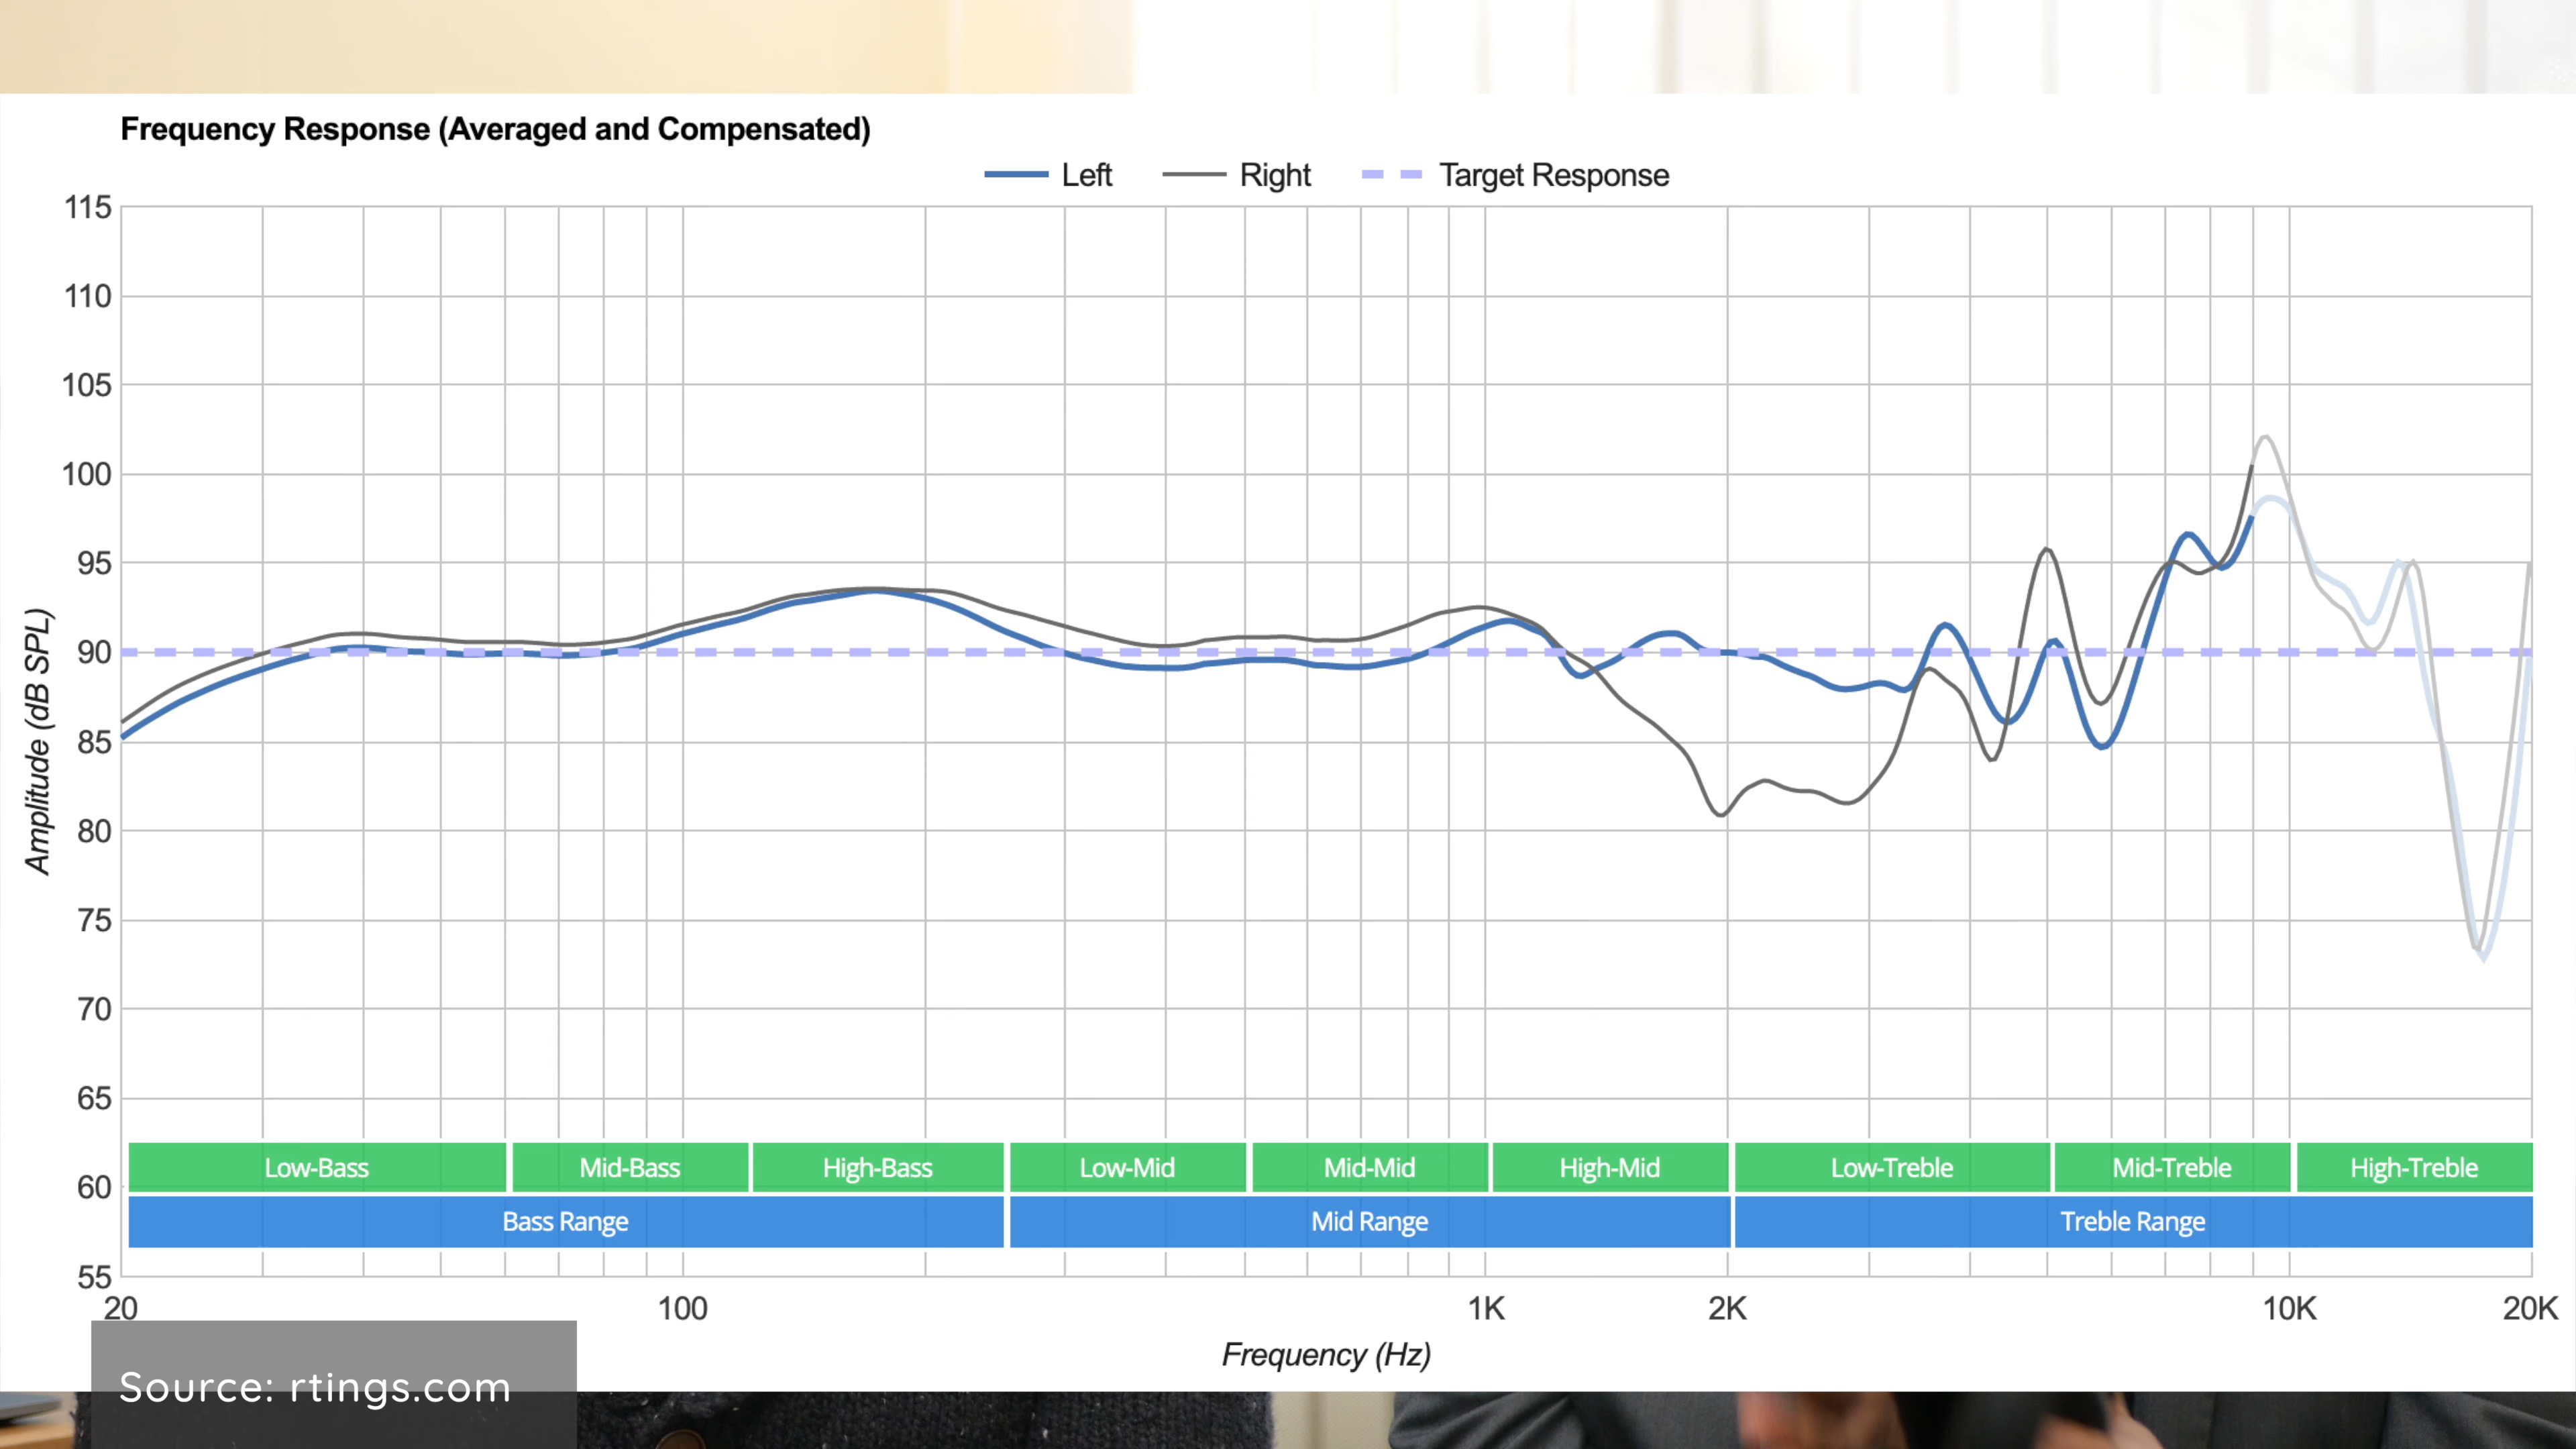 Frequency Response (Averaged and Compensated)
Left Right Target Response
115
110
105
100
95
90
85
80
75
70
65
60
55
Amplitude (dB SPL)
Low-Bass Mid-Bass High-Bass Low-Mid Mid-Mid High-Mid Low-Treble Mid-Treble High-Treble
Bass Range Mid Range Treble Range
20 100 1K 2K 10K 20K
Frequency (Hz)
Source: rtings.com